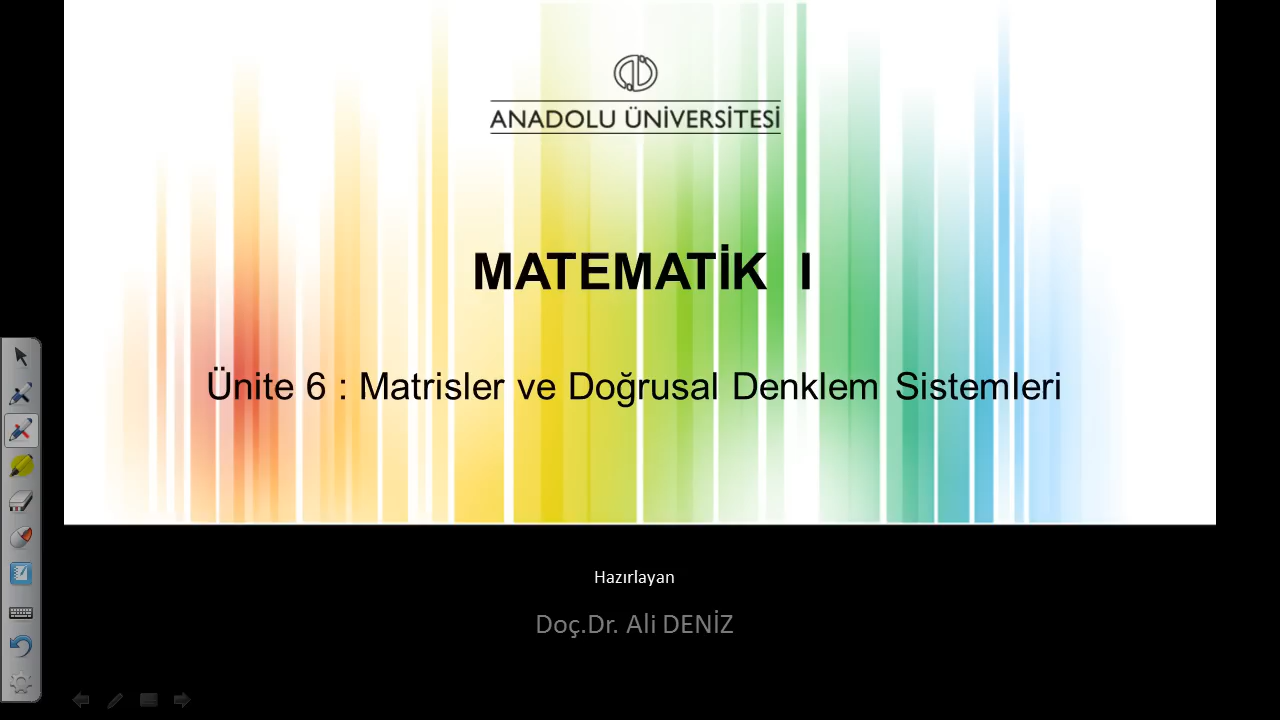 ANADOLU ÜNİVERSİTESİ
MATEMATİK I
Ünite 6 : Matrisler ve Doğrusal Denklem Sistemleri
Hazırlayan
Doç.Dr. Ali DENİZ